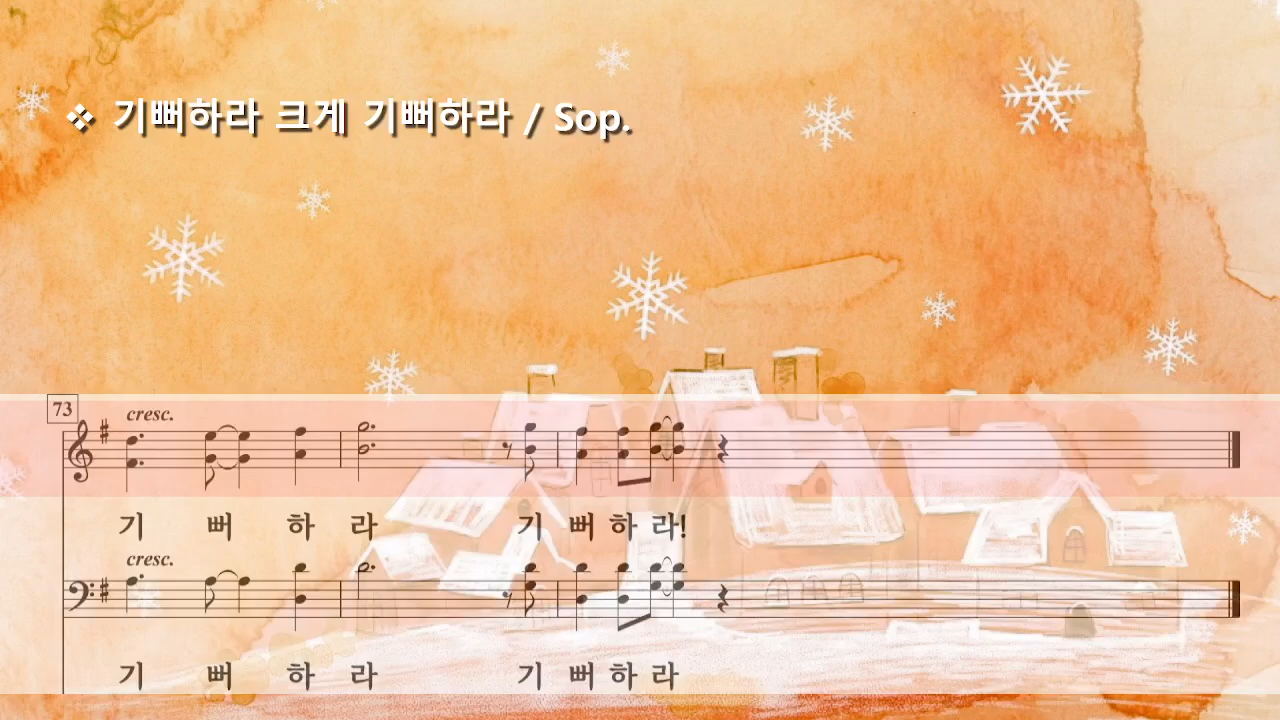 ❖ 기뻐하라 크게 기뻐하라 / Sop.
73
cresc.
기 뻐 하 라 기 뻐 하 라!
cresc.
기 뻐 하 라 기 뻐 하 라